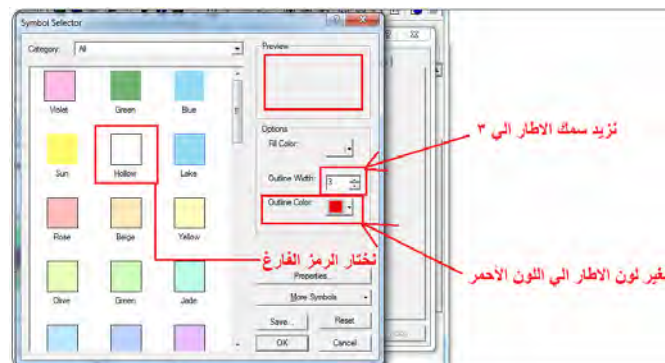 Symbol Selector
Category: All
Preview
Violet Green Blue
Options
Fill Color:
Sun Hollow Lake
Outline Width: 3
Outline Color:
Rose Beige Yellow
Properties...
Olive Green Jade
More Symbols
Save... Reset
OK Cancel
نزيد سمك الاطار الي ٣
نختار الرمز الفارغ
لون الاطار الي اللون الأحمر